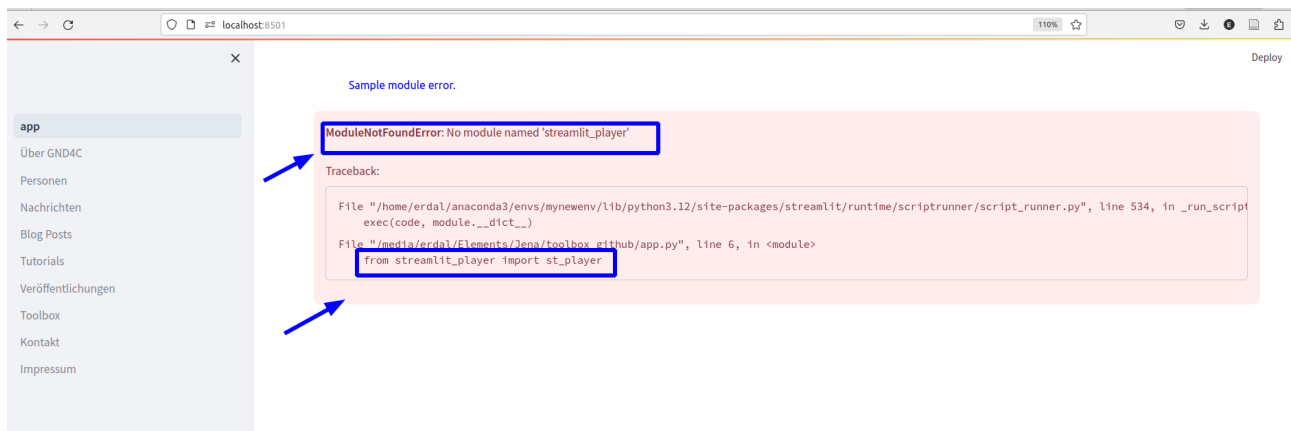 localhost:8501
110%
Deploy
Sample module error.
app
Über GND4C
Personen
Nachrichten
Blog Posts
Tutorials
Veröffentlichungen
Toolbox
Kontakt
Impressum
ModuleNotFoundError: No module named 'streamlit_player'
Traceback:
File "/home/erdal/anaconda3/envs/mynewenv/lib/python3.12/site-packages/streamlit/runtime/scriptrunner/script_runner.py", line 534, in _run_script
exec(code, module.__dict__)
File "/media/erdal/Elements/Jena/toolbox_github/app.py", line 6, in <module>
from streamlit_player import st_player